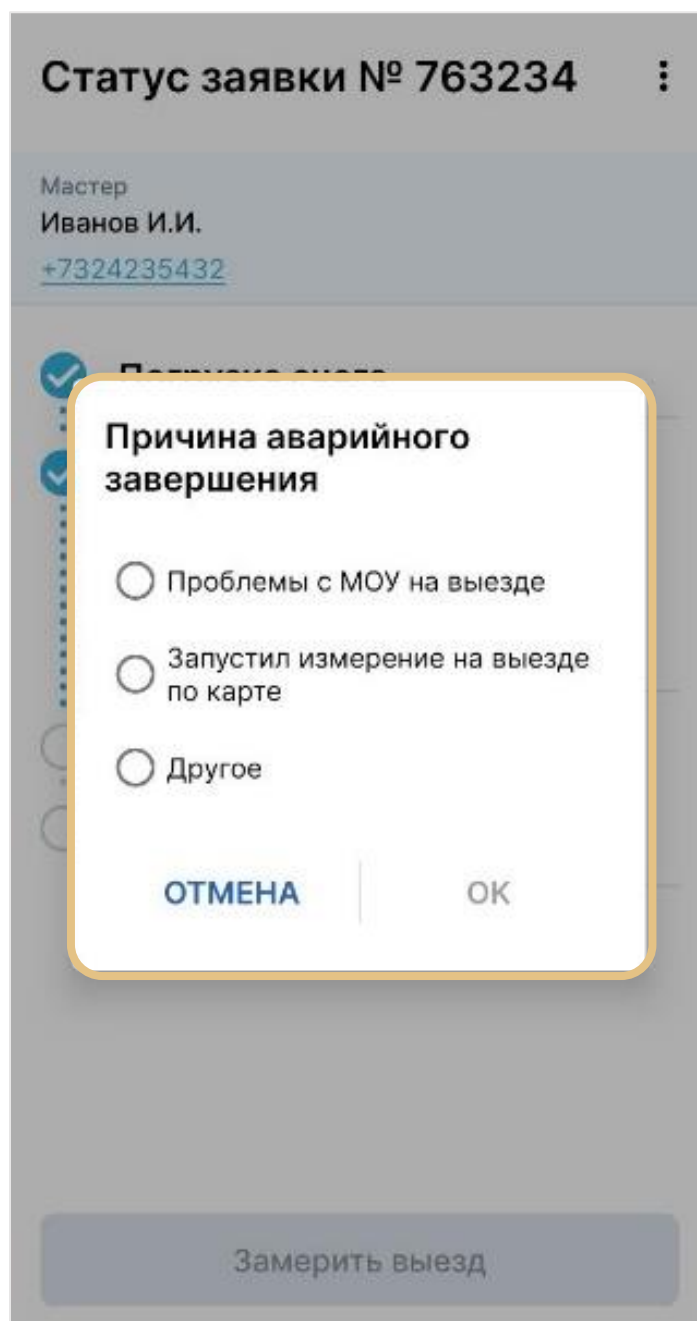 Статус заявки № 763234
Мастер
Иванов И.И.
+7324235432
Причина аварийного
завершения
Проблемы с МОУ на выезде
Запустил измерение на выезде
по карте
Другое
ОТМЕНА
ОК
Замерить выезд